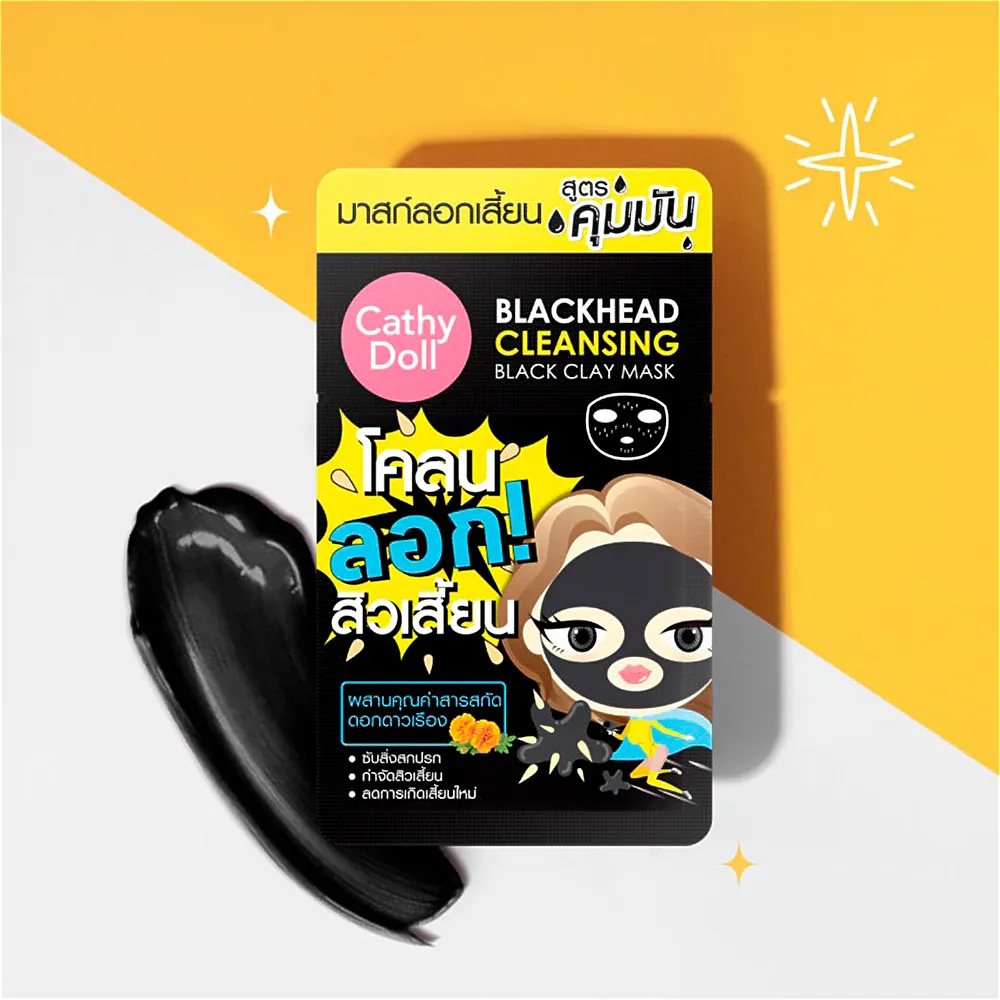 มาสก์ลอกเสี้ยน
สูตร
คุมมัน
Cathy
Doll
BLACKHEAD
CLEANSING
BLACK CLAY MASK
โคลน
ลอก!
สิวเสี้ยน
ผสานคุณค่าสารสกัด
ดอกดาวเรือง
• ซับสิ่งสกปรก
• กำจัดสิวเสี้ยน
• ลดการเกิดเสี้ยนใหม่